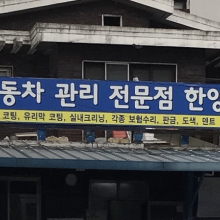 동차 관리 전문점 한양
코팅, 유리막 코팅, 실내크리닝, 각종 보험수리, 판금, 도색, 덴트